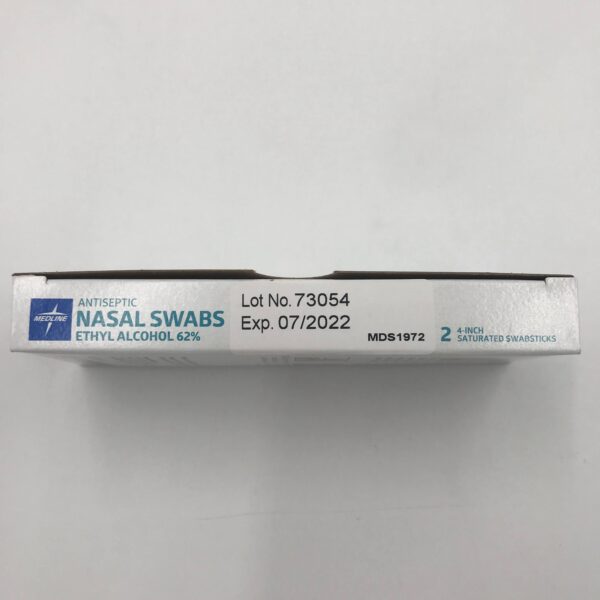 MEDLINE
ANTISEPTIC
NASAL SWABS
ETHYL ALCOHOL 62%
Lot No. 73054
Exp. 07/2022
MDS1972
2 4-INCH
SATURATED SWABSTICKS